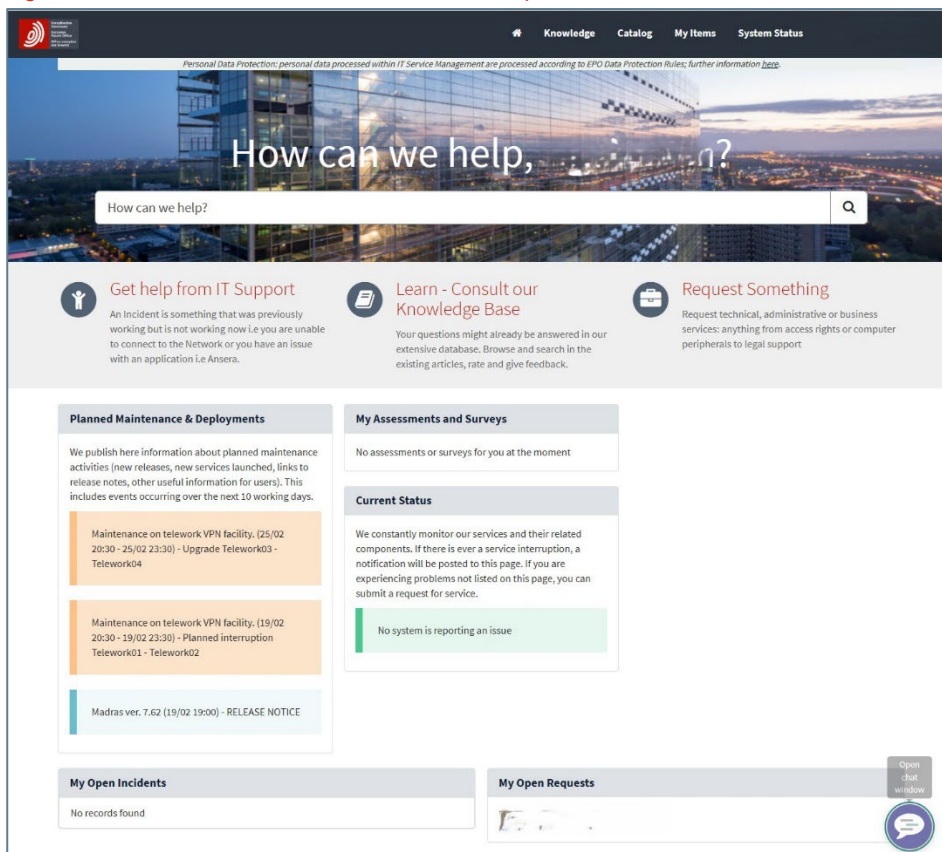 Europäisches
Patentamt
European
Patent Office
Office européen
des brevets
Knowledge Catalog My Items System Status
Personal Data Protection: personal data processed within IT Service Management are processed according to EPO Data Protection Rules; further information here.
How can we help, ?
How can we help?
Get help from IT Support
An Incident is something that was previously
working but is not working now i.e you are unable
to connect to the Network or you have an issue
with an application i.e Ansera.
Learn - Consult our
Knowledge Base
Your questions might already be answered in our
extensive database. Browse and search in the
existing articles, rate and give feedback.
Request Something
Request technical, administrative or business
services: anything from access rights or computer
peripherals to legal support
Planned Maintenance & Deployments
We publish here information about planned maintenance
activities (new releases, new services launched, links to
release notes, other useful information for users). This
includes events occurring over the next 10 working days.
Maintenance on telework VPN facility. (25/02
20:30 - 25/02 23:30) - Upgrade Telework03 -
Telework04
Maintenance on telework VPN facility. (19/02
20:30 - 19/02 23:30) - Planned interruption
Telework01 - Telework02
Madras ver. 7.62 (19/02 19:00) - RELEASE NOTICE
My Assessments and Surveys
No assessments or surveys for you at the moment
Current Status
We constantly monitor our services and their related
components. If there is ever a service interruption, a
notification will be posted to this page. If you are
experiencing problems not listed on this page, you can
submit a request for service.
No system is reporting an issue
My Open Incidents
No records found
My Open Requests
Open
chat
window